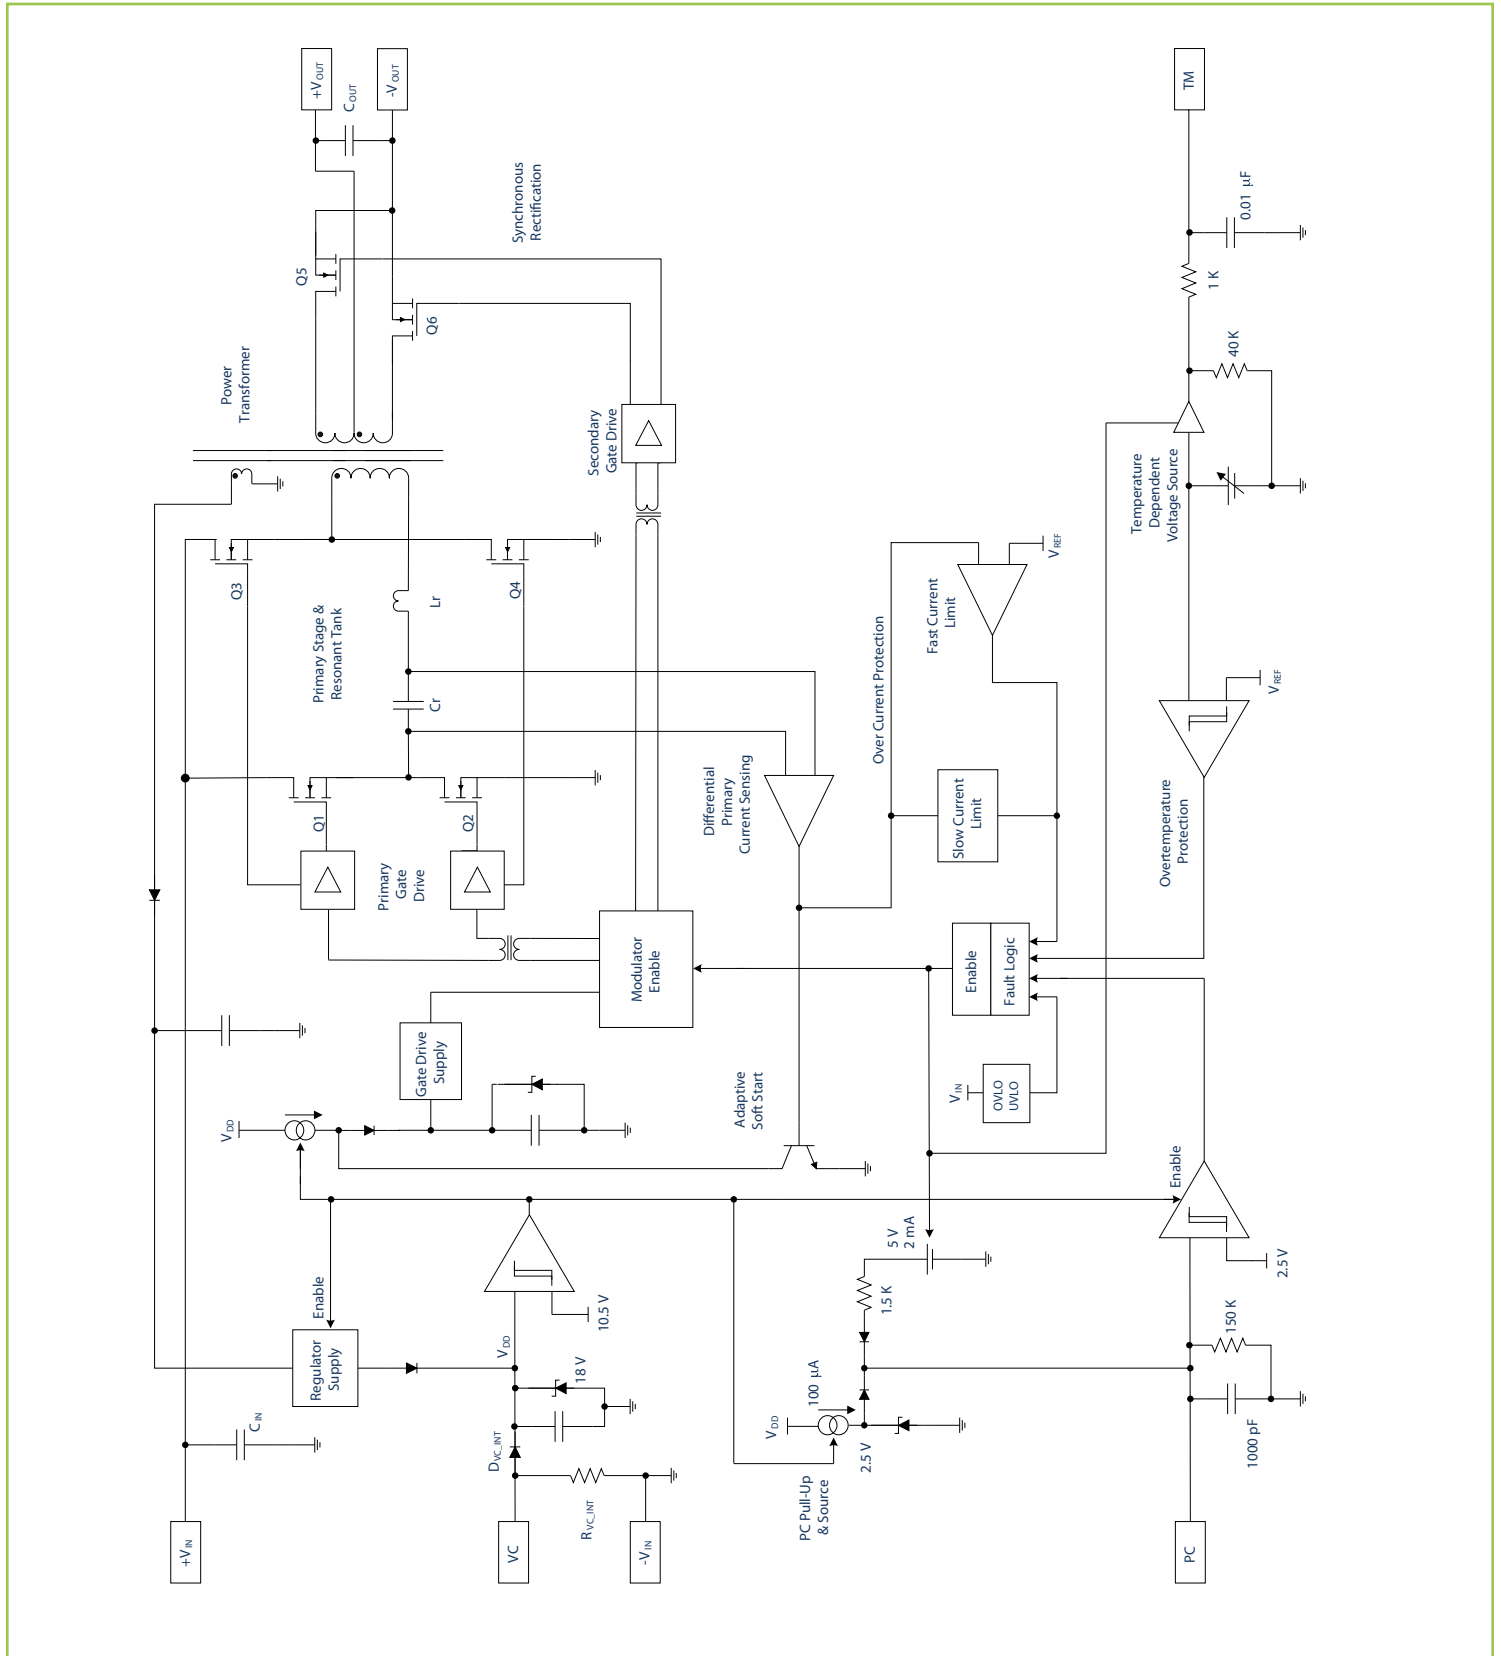 +VOUT
COUT
-VOUT
TM
Synchronous
Rectification
0.01 μF
Q5
Q6
1 K
40 K
Power
Transformer
Secondary
Gate Drive
Temperature
Dependent
Voltage Source
Q3
Primary Stage &
Resonant Tank
Lr
Q4
Cr
Fast Current
Limit
VREF
Over Current Protection
VREF
Q1
Q2
Primary
Gate
Drive
Differential
Primary
Current Sensing
Slow Current
Limit
Overtemperature
Protection
Modulator
Enable
Enable
Fault Logic
Gate Drive
Supply
VDD
Adaptive
Soft Start
VIN
OVLO
UVLO
Enable
Enable
Regulator
Supply
VDD
10.5 V
18 V
5 V
2 mA
1.5 K
2.5 V
150 K
1000 pF
CIN
DVC_INT
RVC_INT
VDD
100 μA
2.5 V
PC Pull-Up
& Source
+VIN
VC
-VIN
PC